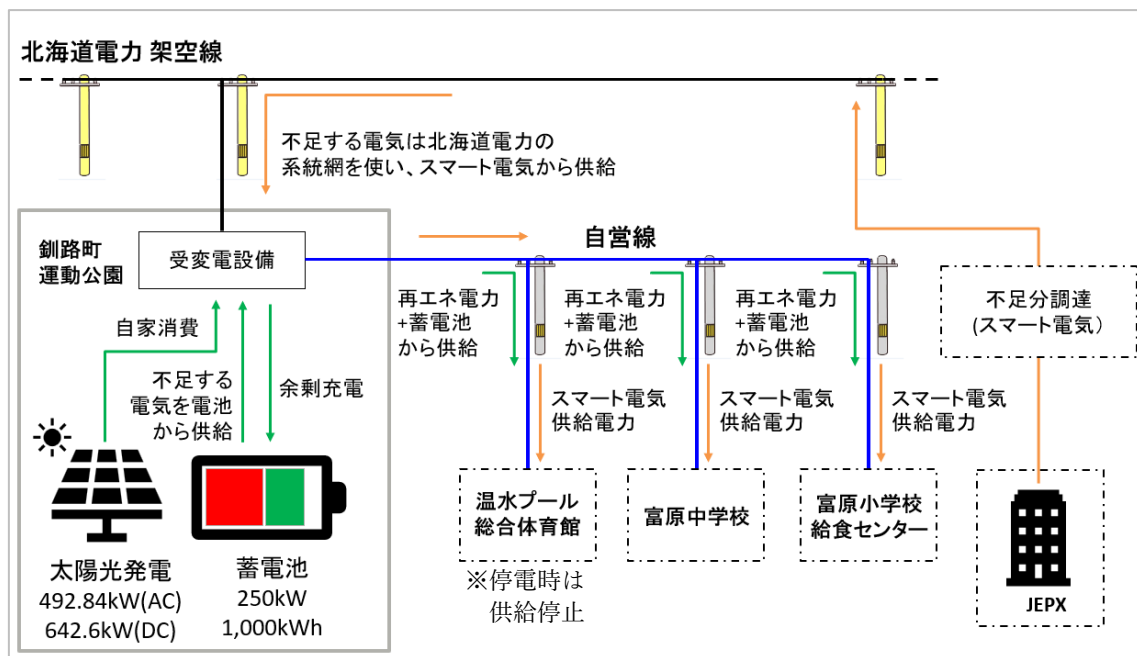 北海道電力 架空線
不足する電気は北海道電力の
系統網を使い、スマート電気から供給
釧路町
運動公園
受変電設備
自営線
自家消費
不足する
電気を電池
から供給
余剰充電
再エネ電力
+蓄電池
から供給
再エネ電力
+蓄電池
から供給
再エネ電力
+蓄電池
から供給
不足分調達
(スマート電気)
スマート電気
供給電力
スマート電気
供給電力
スマート電気
供給電力
温水プール
総合体育館
富原中学校
富原小学校
給食センター
※停電時は
供給停止
太陽光発電
492.84kW(AC)
642.6kW(DC)
蓄電池
250kW
1,000kWh
JEPX